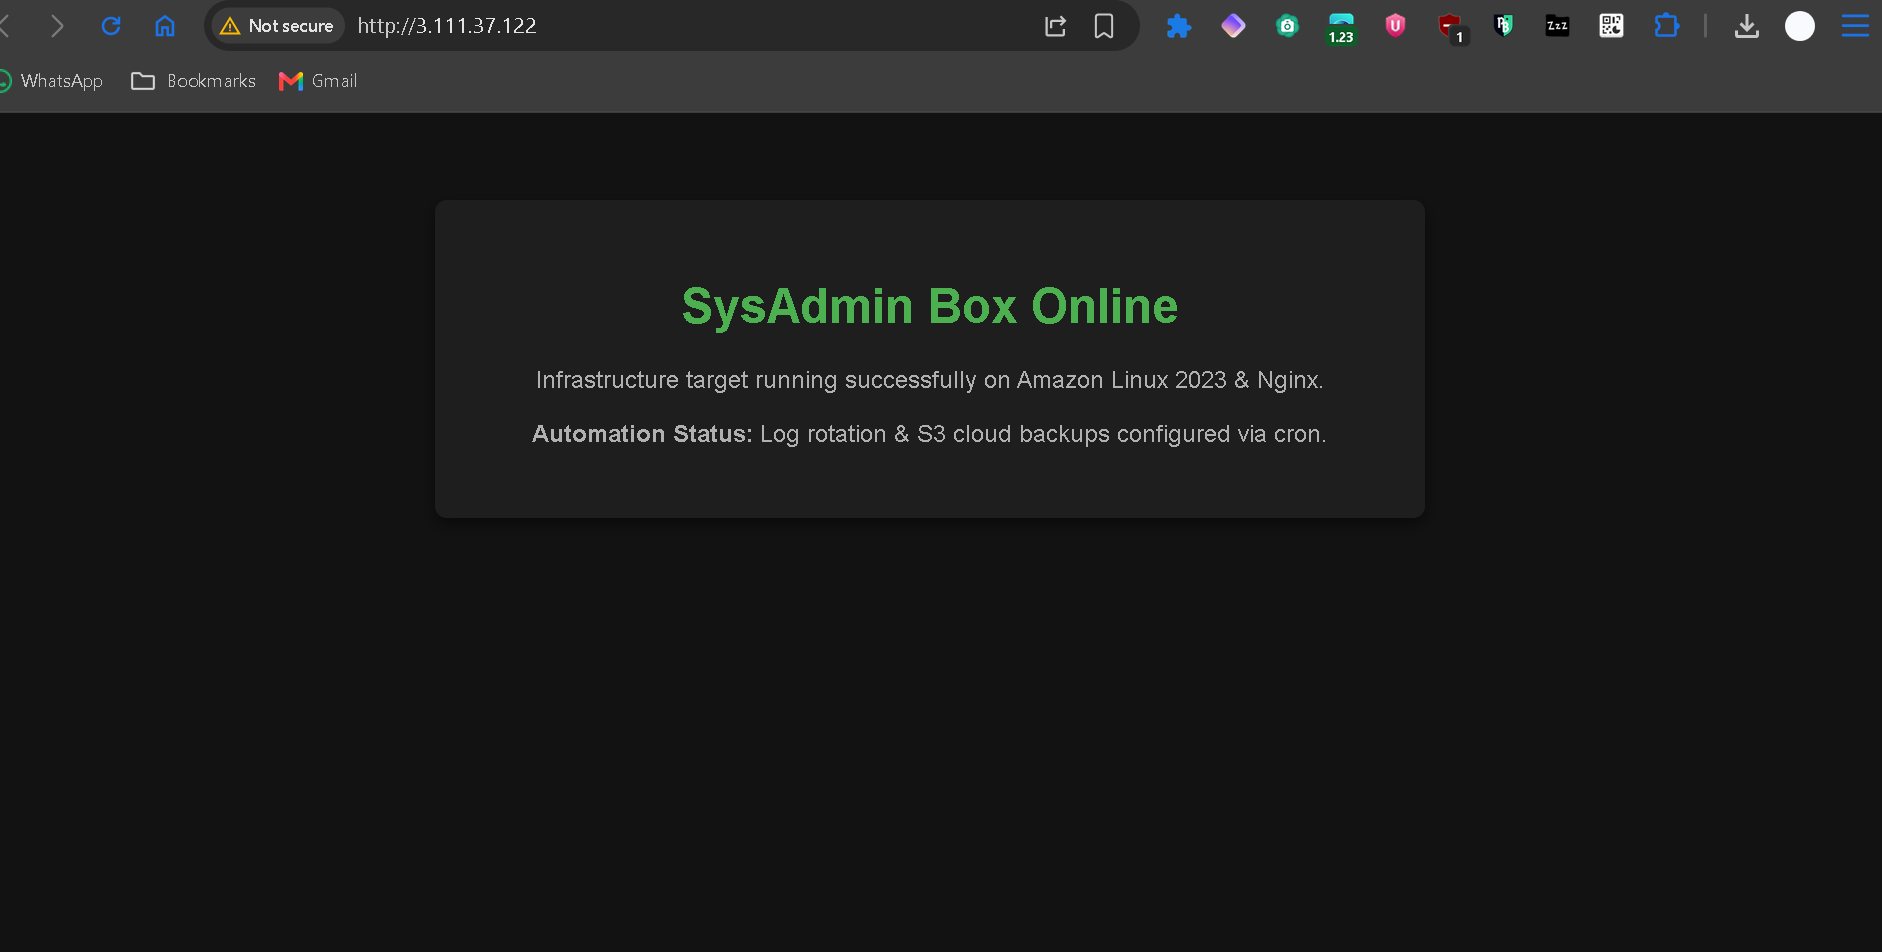 Not secure
http://3.111.37.122
1.23
U
1
Zzz
WhatsApp
Bookmarks
Gmail
SysAdmin Box Online
Infrastructure target running successfully on Amazon Linux 2023 & Nginx.
Automation Status: Log rotation & S3 cloud backups configured via cron.